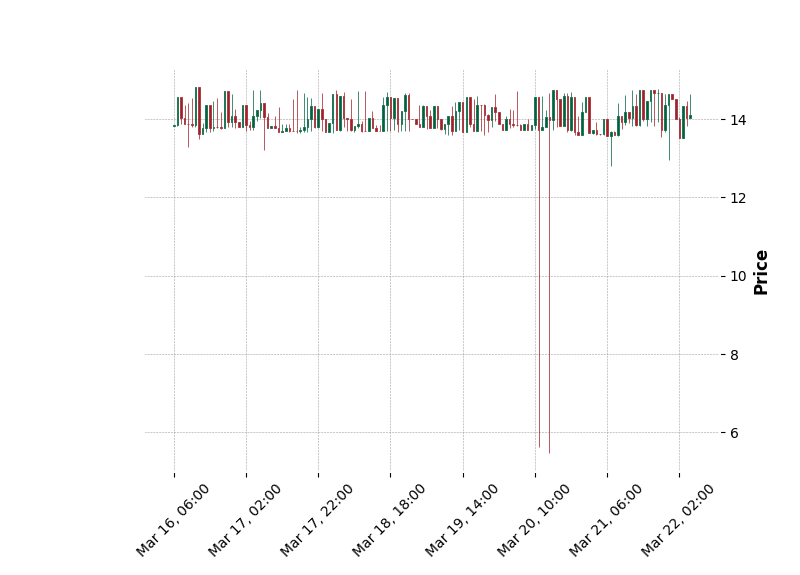 14
12
10
8
6
Price
Mar 16, 06:00
Mar 17, 02:00
Mar 17, 22:00
Mar 18, 18:00
Mar 19, 14:00
Mar 20, 10:00
Mar 21, 06:00
Mar 22, 02:00